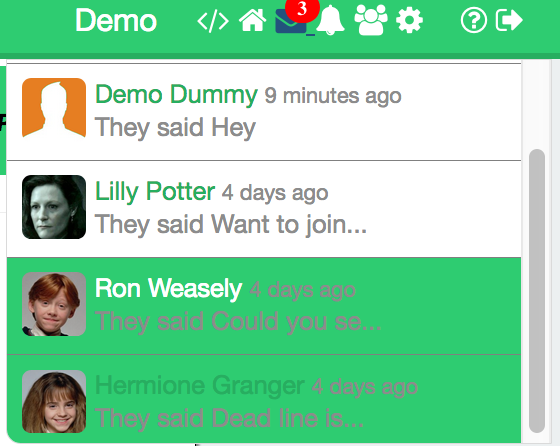 Demo </> 3
Demo Dummy 9 minutes ago
They said Hey
Lilly Potter 4 days ago
They said Want to join...
Ron Weasely 4 days ago
They said Could you se...
Hermione Granger 4 days ago
They said Dead line is...